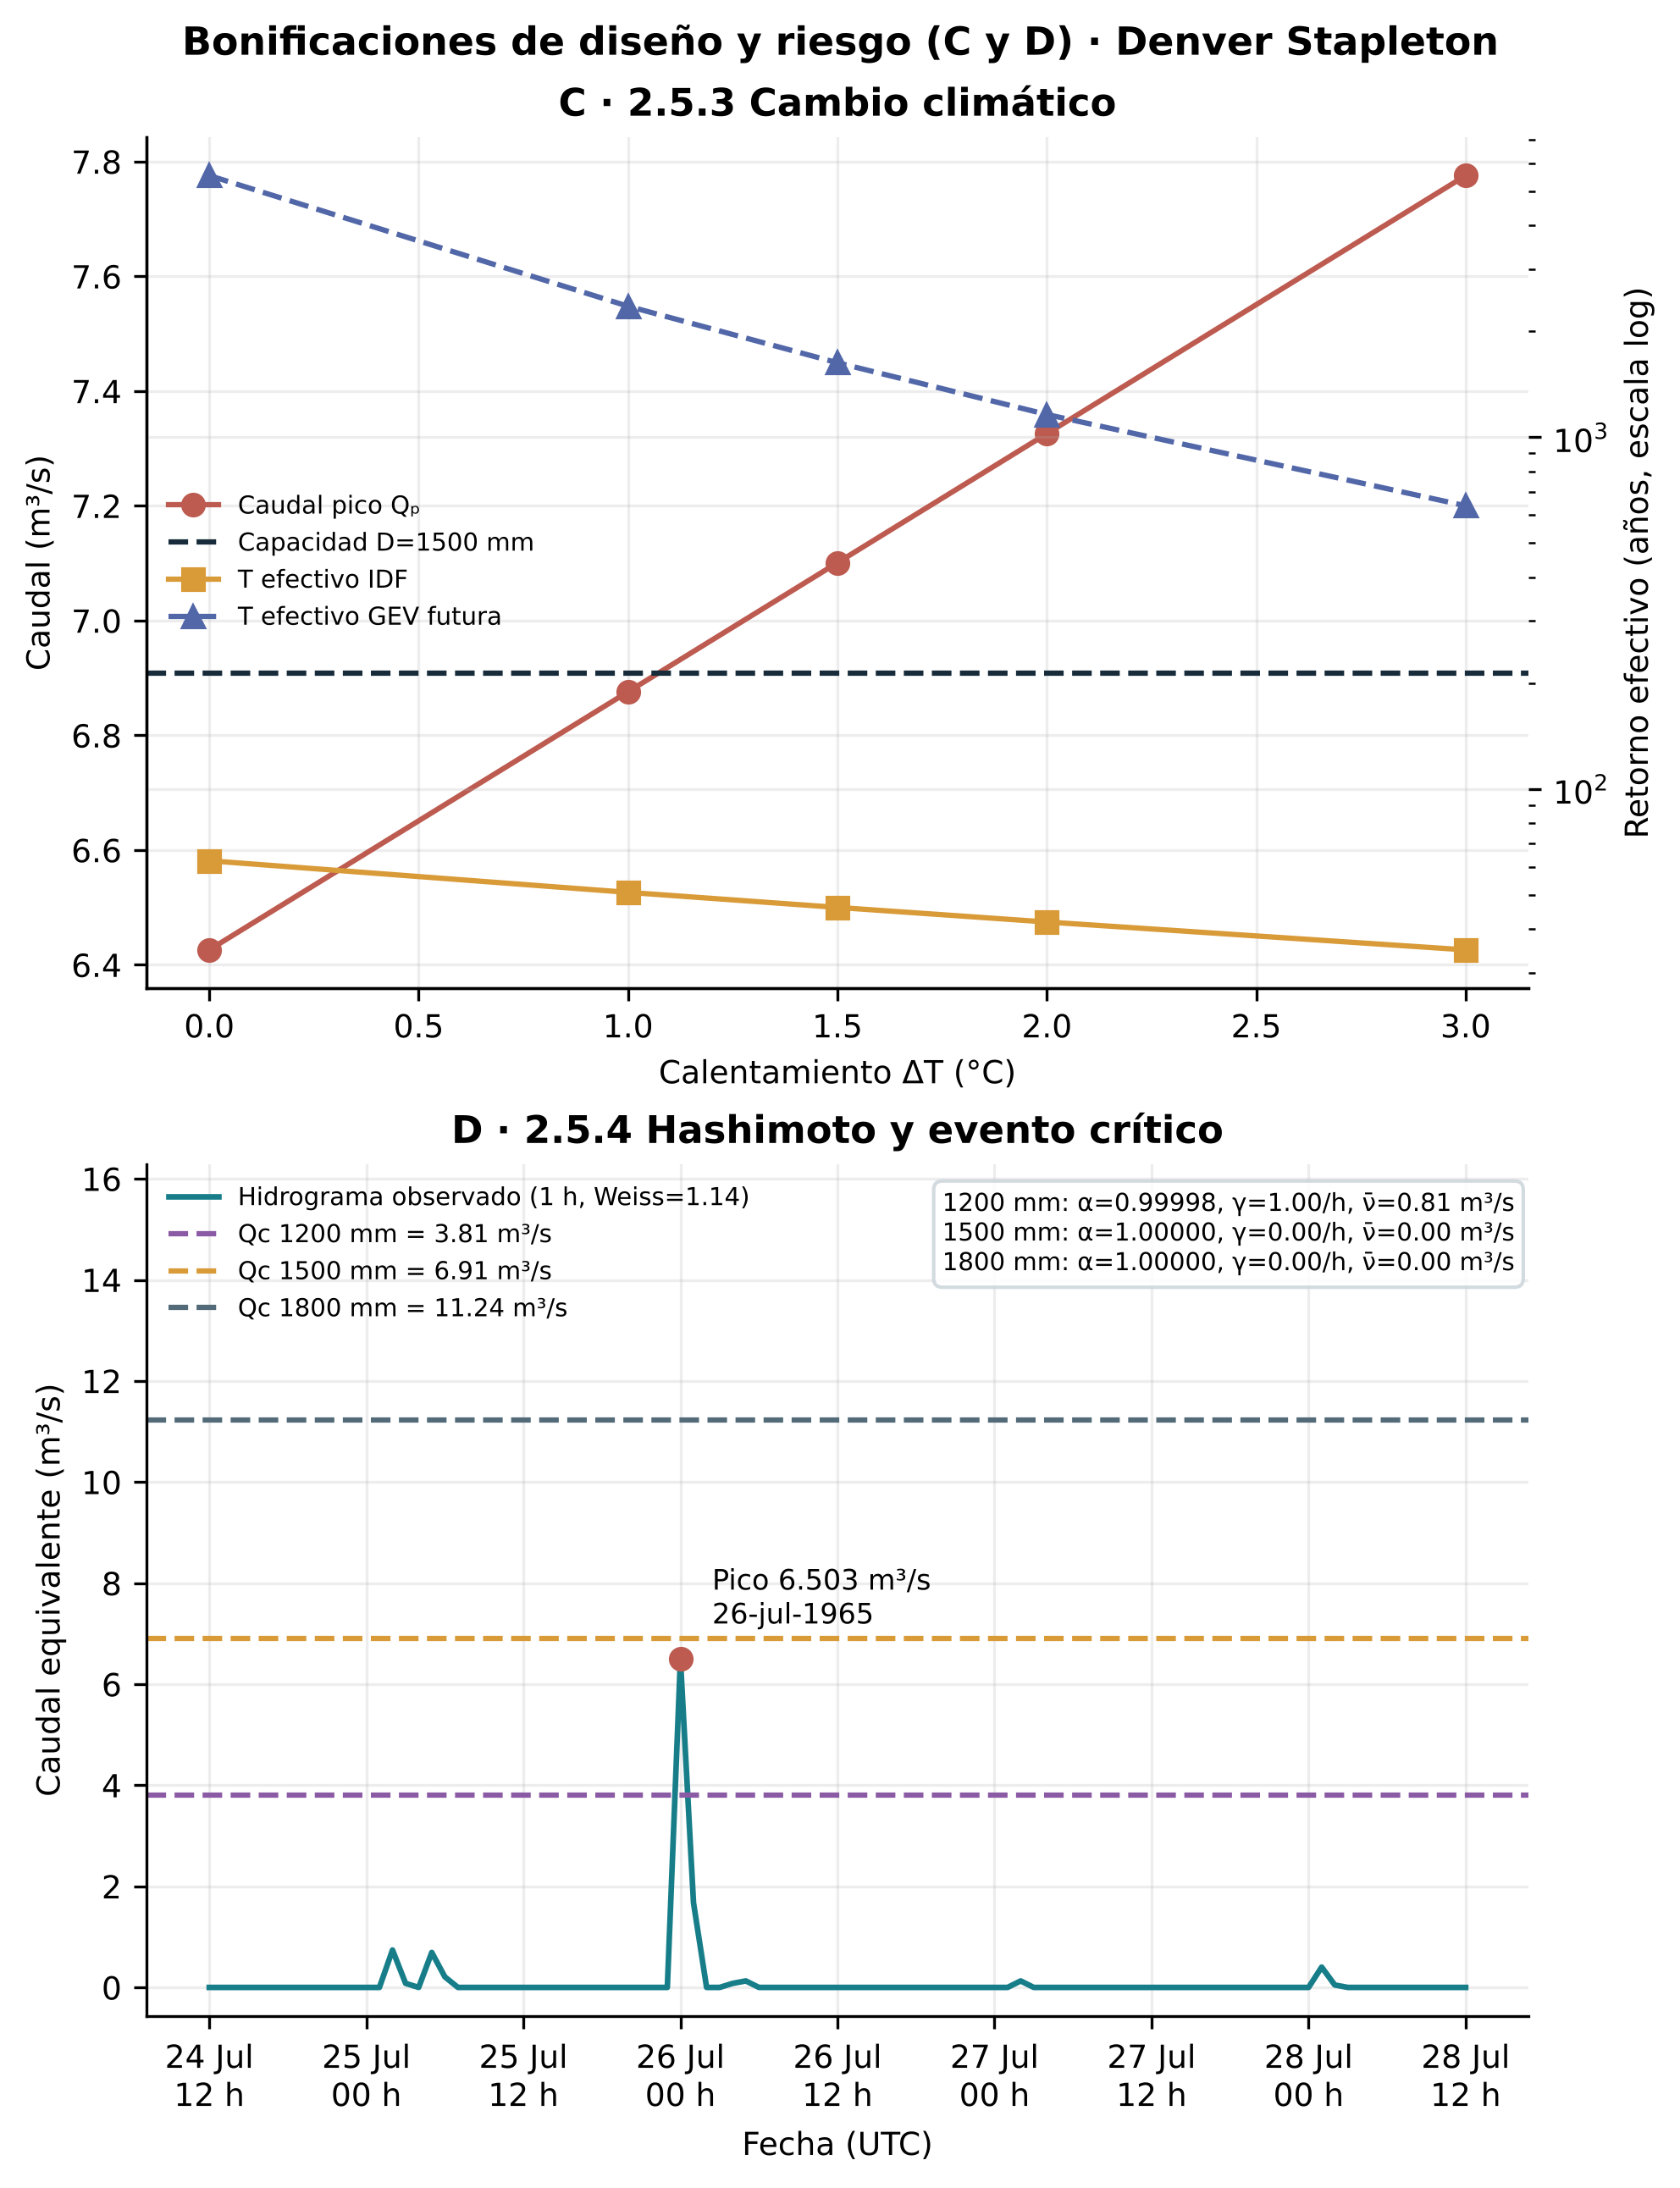 Bonificaciones de diseño y riesgo (C y D) · Denver Stapleton
C · 2.5.3 Cambio climático
7.8
7.6
7.4
7.2
7.0
6.8
6.6
6.4
Caudal (m³/s)
Caudal pico Qₚ
Capacidad D=1500 mm
T efectivo IDF
T efectivo GEV futura
10³
10²
Retorno efectivo (años, escala log)
0.0 0.5 1.0 1.5 2.0 2.5 3.0
Calentamiento ΔT (°C)
D · 2.5.4 Hashimoto y evento crítico
16
14
12
10
8
6
4
2
0
Caudal equivalente (m³/s)
Hidrograma observado (1 h, Weiss=1.14)
Qc 1200 mm = 3.81 m³/s
Qc 1500 mm = 6.91 m³/s
Qc 1800 mm = 11.24 m³/s
1200 mm: α=0.99998, γ=1.00/h, ν̄=0.81 m³/s
1500 mm: α=1.00000, γ=0.00/h, ν̄=0.00 m³/s
1800 mm: α=1.00000, γ=0.00/h, ν̄=0.00 m³/s
Pico 6.503 m³/s
26-jul-1965
24 Jul 25 Jul 25 Jul 26 Jul 26 Jul 27 Jul 27 Jul 28 Jul 28 Jul
12 h 00 h 12 h 00 h 12 h 00 h 12 h 00 h 12 h
Fecha (UTC)